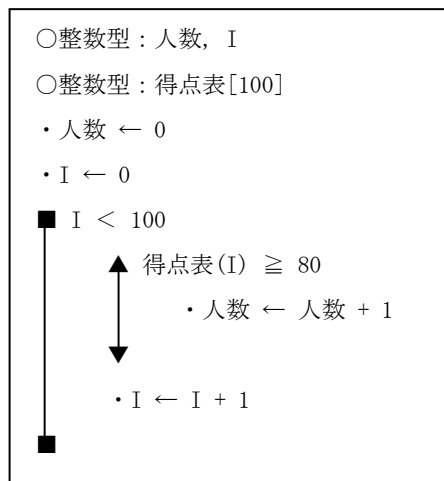 ○整数型：人数, I
○整数型：得点表[100]
・人数 ← 0
・I ← 0
■ I < 100
▲ 得点表(I) ≧ 80
・人数 ← 人数 + 1
▼
・I ← I + 1
■